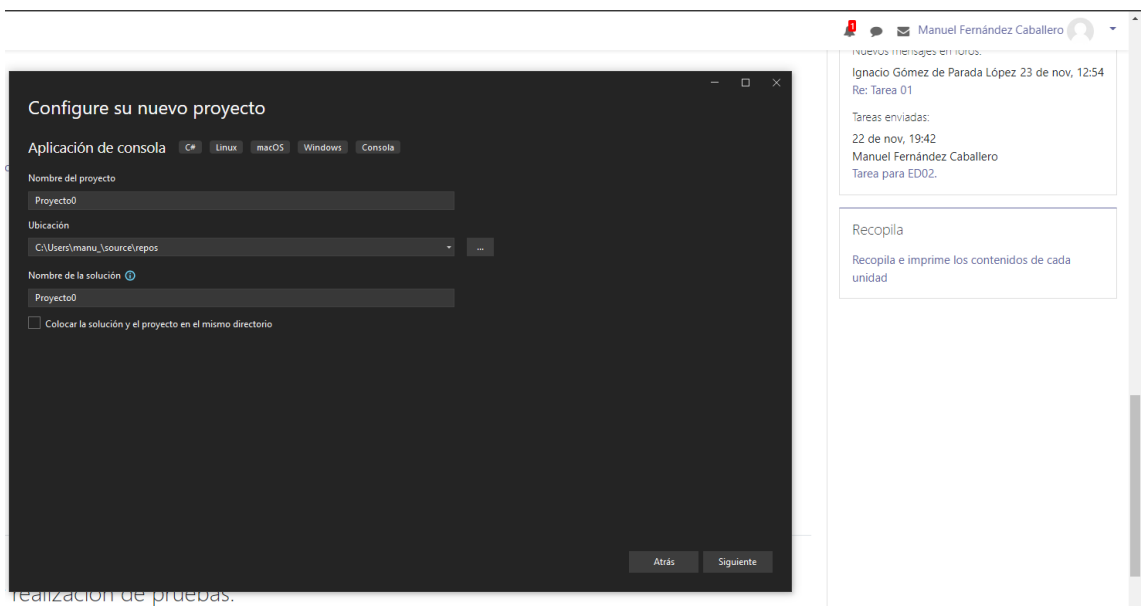 1
Manuel Fernández Caballero
Nuevos mensajes en foros:
Ignacio Gómez de Parada López 23 de nov, 12:54
Re: Tarea 01
Tareas enviadas:
22 de nov, 19:42
Manuel Fernández Caballero
Tarea para ED02.
Recopila
Recopila e imprime los contenidos de cada
unidad
Configure su nuevo proyecto
Aplicación de consola C# Linux macOS Windows Consola
Nombre del proyecto
Proyecto0
Ubicación
C:\Users\manu_\source\repos
...
Nombre de la solución
Proyecto0
Colocar la solución y el proyecto en el mismo directorio
Atrás Siguiente
realización de pruebas.